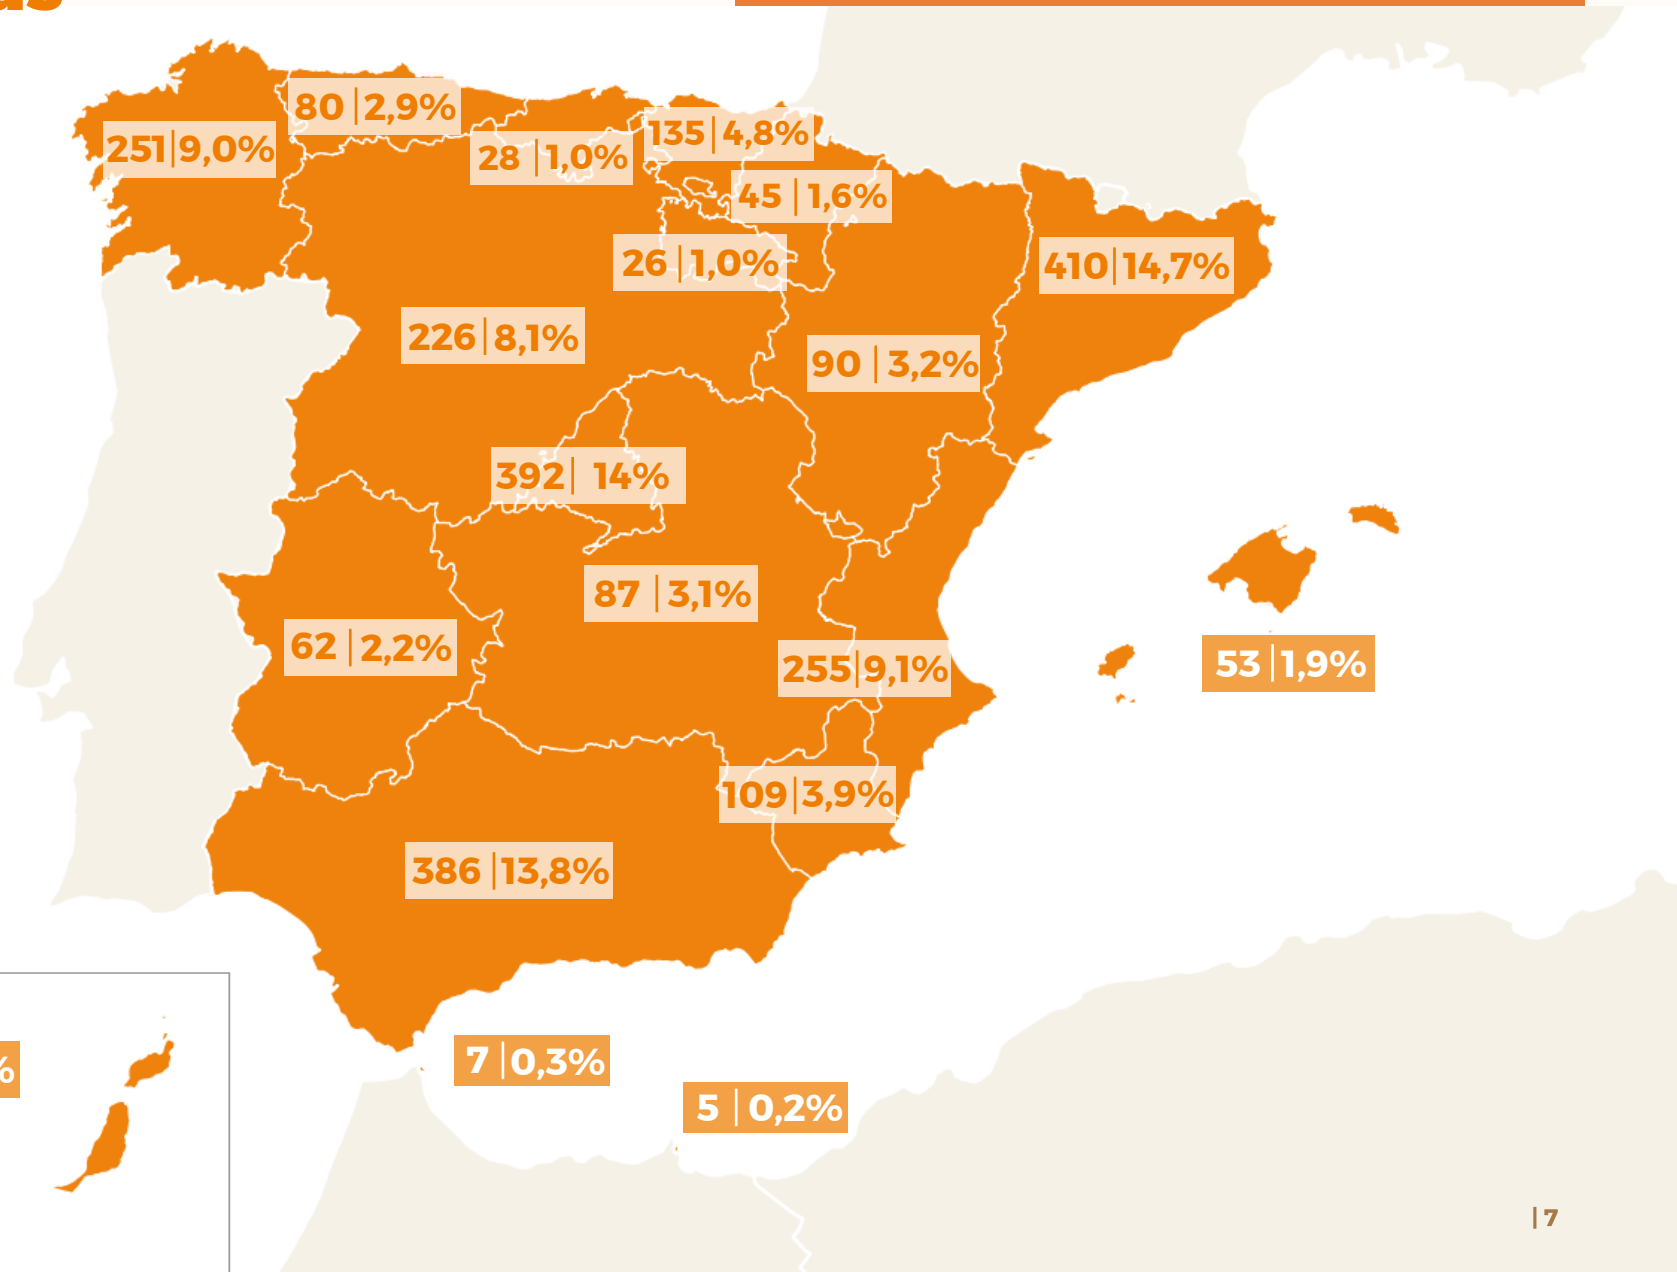 80 | 2,9%
251 | 9,0%
135 | 4,8%
28 | 1,0%
45 | 1,6%
26 | 1,0%
410 | 14,7%
226 | 8,1%
90 | 3,2%
392 | 14%
87 | 3,1%
62 | 2,2%
255 | 9,1%
53 | 1,9%
109 | 3,9%
386 | 13,8%
7 | 0,3%
%
5 | 0,2%
| 7